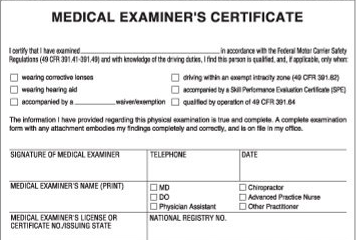 MEDICAL EXAMINER'S CERTIFICATE
I certify that I have examined ______ in accordance with the Federal Motor Carrier Safety
Regulations (49 CFR 391.41-391.49) and with knowledge of the driving duties, I find this person is qualified, and, if applicable, only when:
☐ wearing corrective lenses ☐ driving within an exempt intracity zone (49 CFR 391.62)
☐ wearing hearing aid ☐ accompanied by a Skill Performance Evaluation Certificate (SPE)
☐ accompanied by a ______ waiver/exemption ☐ qualified by operation of 49 CFR 391.64
The information I have provided regarding this physical examination is true and complete. A complete examination
form with any attachment embodies my findings completely and correctly, and is on file in my office.
SIGNATURE OF MEDICAL EXAMINER TELEPHONE DATE
MEDICAL EXAMINER'S NAME (PRINT) ☐ MD ☐ Chiropractor
☐ DO ☐ Advanced Practice Nurse
☐ Physician Assistant ☐ Other Practitioner
MEDICAL EXAMINER'S LICENSE OR NATIONAL REGISTRY NO.
CERTIFICATE NO./ISSUING STATE